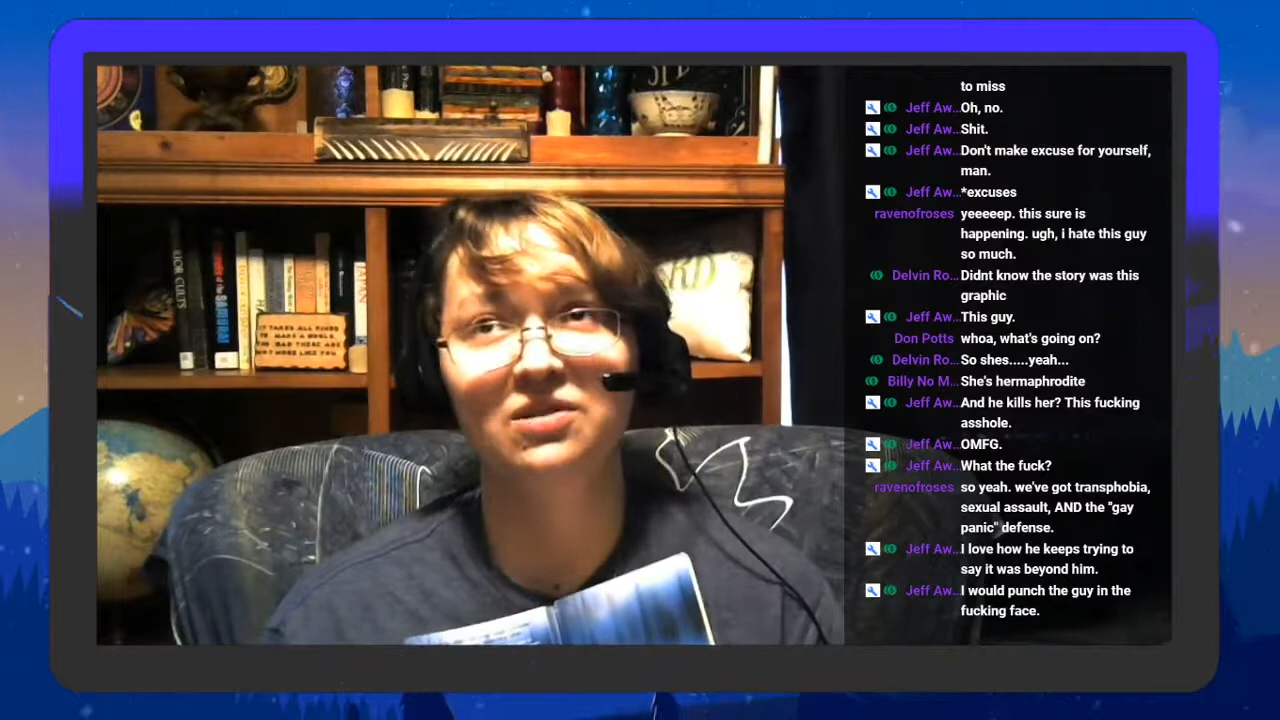 to miss
Jeff Aw... Oh, no.
Jeff Aw... Shit.
Jeff Aw... Don't make excuse for yourself,
man.
Jeff Aw... *excuses
ravenofroses yeeeeep. this sure is
happening. ugh, i hate this guy
so much.
Delvin Ro... Didnt know the story was this
graphic
Jeff Aw... This guy.
Don Potts whoa, what's going on?
Delvin Ro... So shes.....yeah...
Billy No M... She's hermaphrodite
Jeff Aw... And he kills her? This fucking
asshole.
Jeff Aw... OMFG.
Jeff Aw... What the fuck?
ravenofroses so yeah. we've got transphobia,
sexual assault, AND the "gay
panic" defense.
Jeff Aw... I love how he keeps trying to
say it was beyond him.
Jeff Aw... I would punch the guy in the
fucking face.
CULTS
SAMURAI
IT TAKES ALL KINDS
TO MAKE A WORLD.
TOO BAD THERE ARE
NOT MORE LIKE YOU.